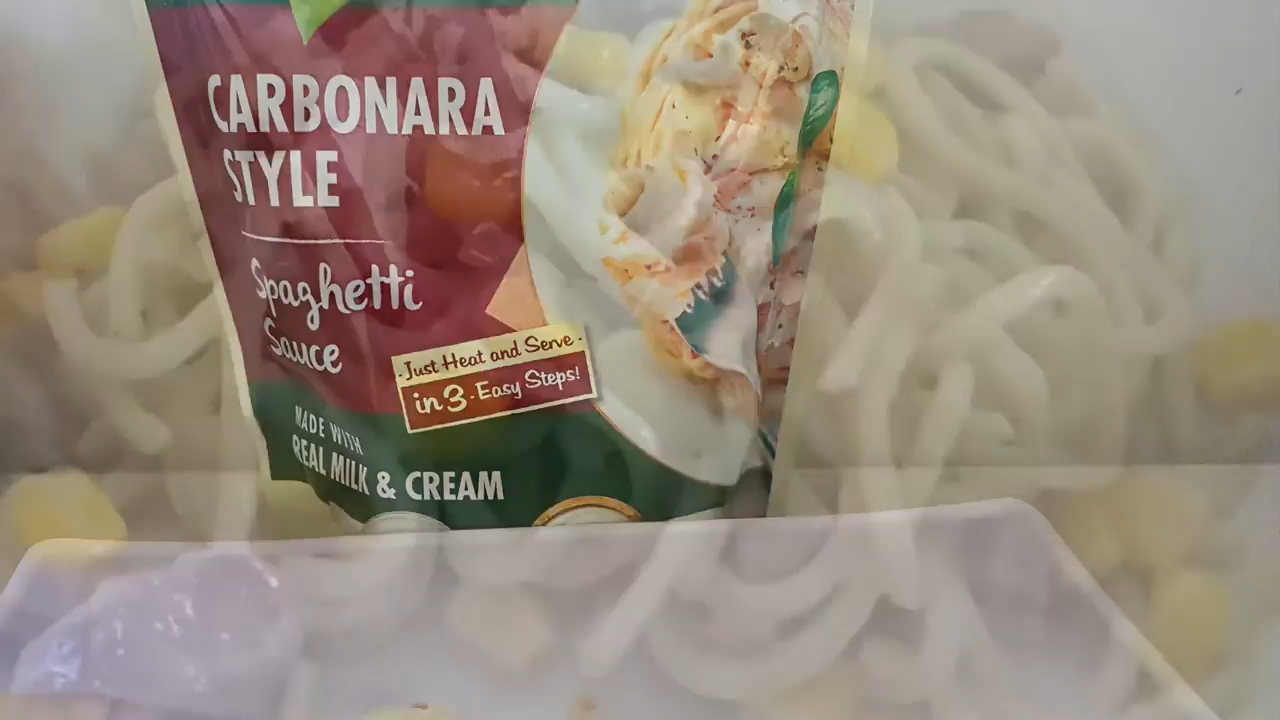 CARBONARA
STYLE
Spaghetti
Sauce
- Just Heat and Serve -
in 3 - Easy Steps!
MADE WITH
REAL MILK & CREAM